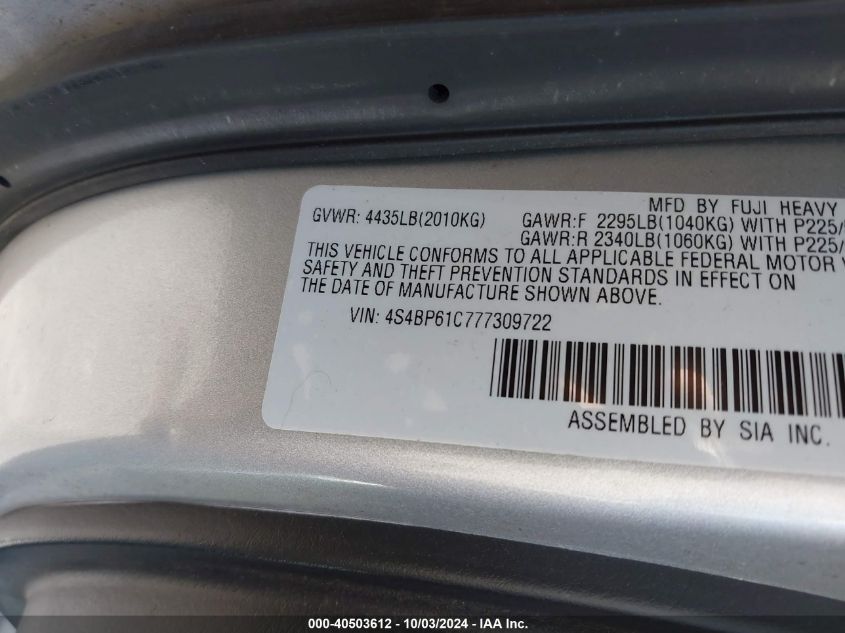 MFD BY FUJI HEAVY
GVWR: 4435LB(2010KG) GAWR:F 2295LB(1040KG) WITH P225/
GAWR:R 2340LB(1060KG) WITH P225/
THIS VEHICLE CONFORMS TO ALL APPLICABLE FEDERAL MOTOR V
SAFETY AND THEFT PREVENTION STANDARDS IN EFFECT ON
THE DATE OF MANUFACTURE SHOWN ABOVE.
VIN: 4S4BP61C777309722
ASSEMBLED BY SIA INC.
000-40503612 - 10/03/2024 - IAA Inc.